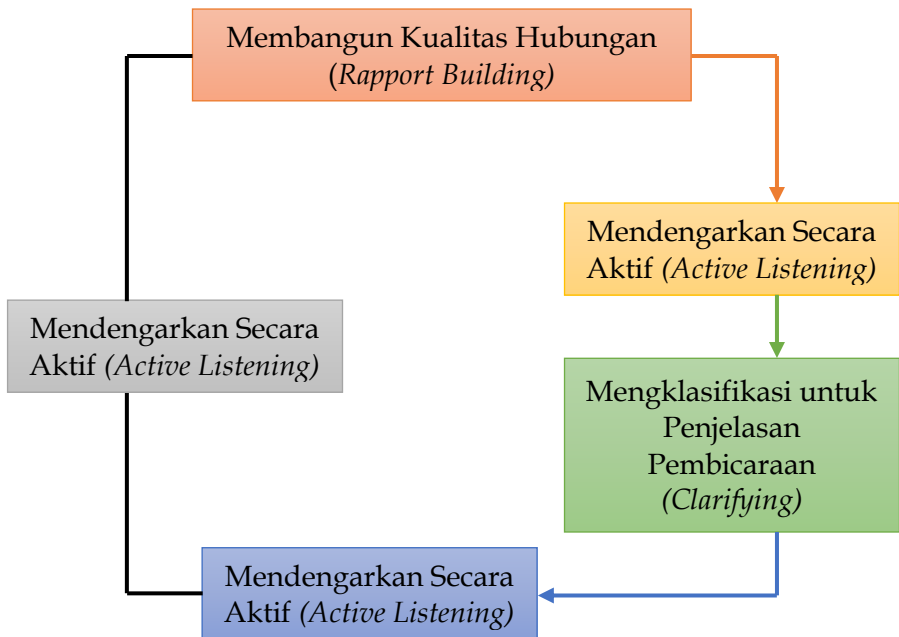 Membangun Kualitas Hubungan
(Rapport Building)
Mendengarkan Secara
Aktif (Active Listening)
Mengklasifikasi untuk
Penjelasan
Pembicaraan
(Clarifying)
Mendengarkan Secara
Aktif (Active Listening)
Mendengarkan Secara
Aktif (Active Listening)